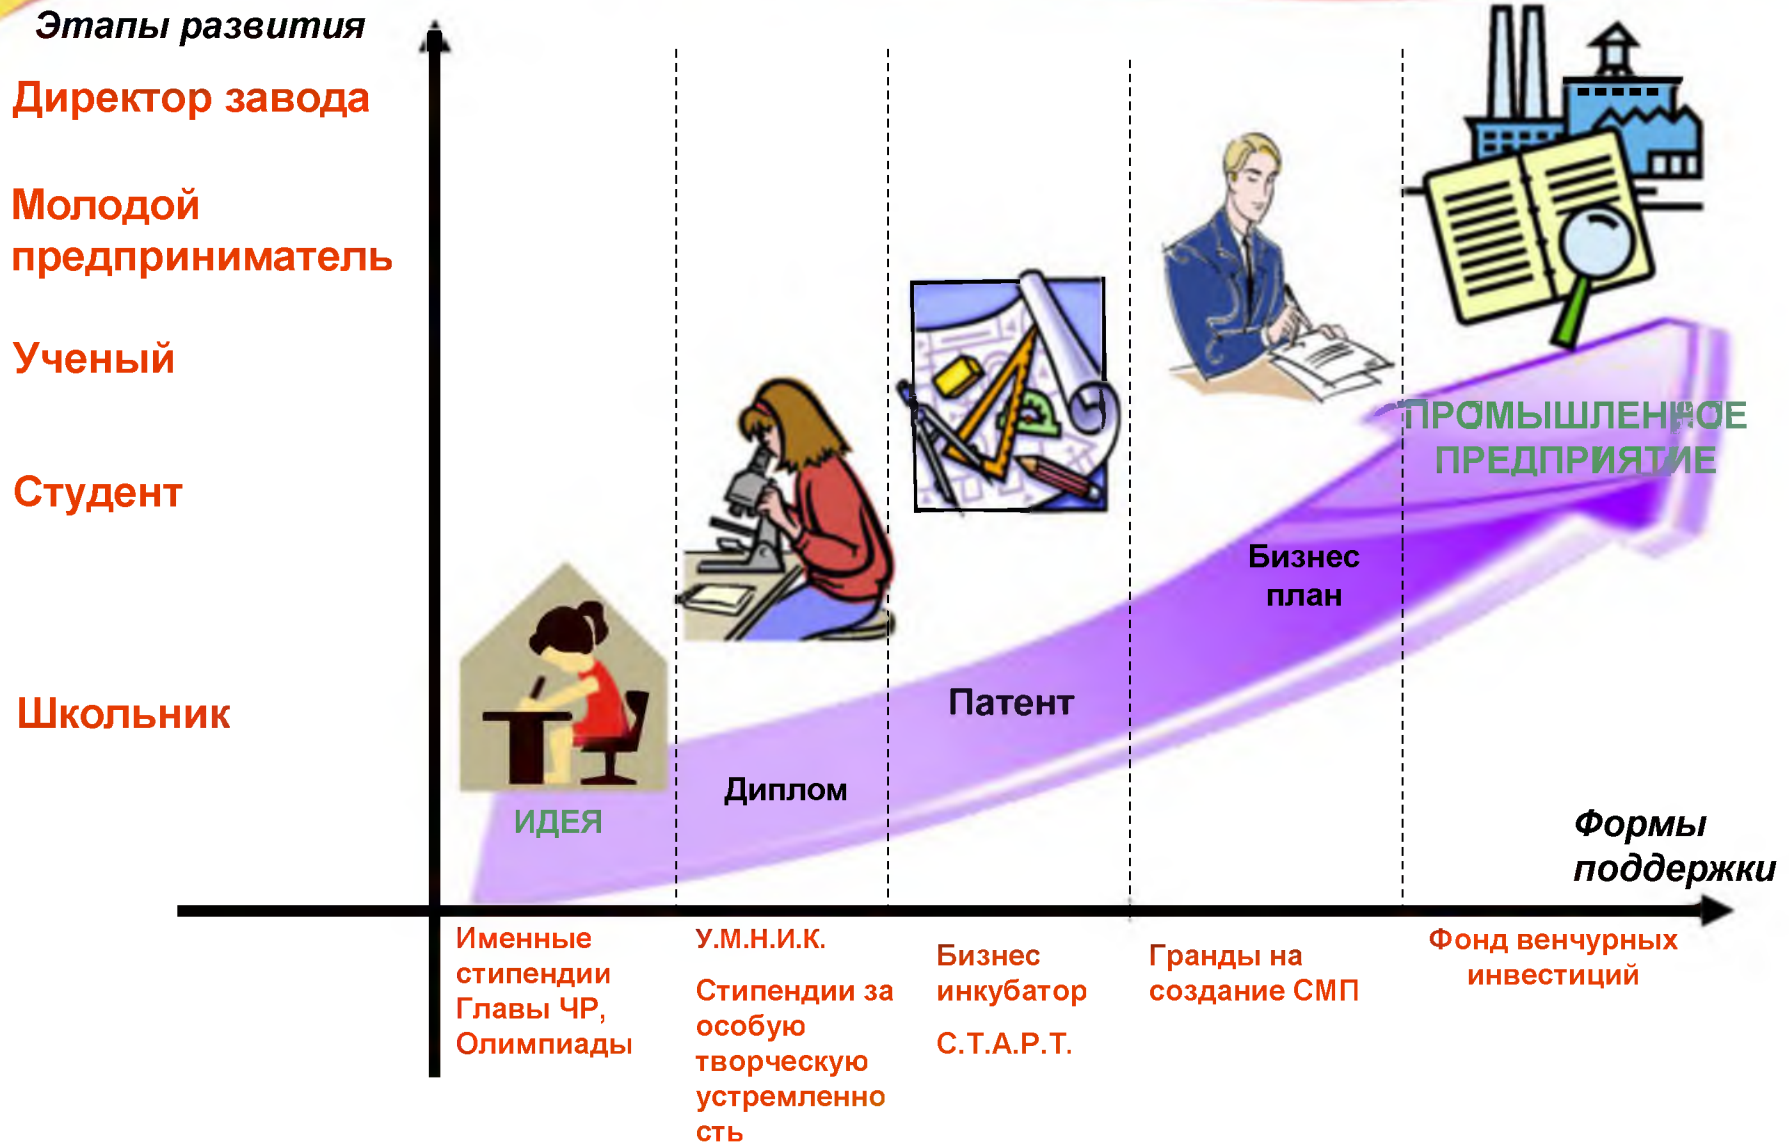 Этапы развития
Директор завода
Молодой
предприниматель
Ученый
Студент
Школьник
ИДЕЯ
Диплом
Патент
Бизнес
план
ПРОМЫШЛЕННОЕ
ПРЕДПРИЯТИЕ
Формы
поддержки
Именные
стипендии
Главы ЧР,
Олимпиады
У.М.Н.И.К.
Стипендии за
особую
творческую
устремленно
сть
Бизнес
инкубатор
С.Т.А.Р.Т.
Гранды на
создание СМП
Фонд венчурных
инвестиций